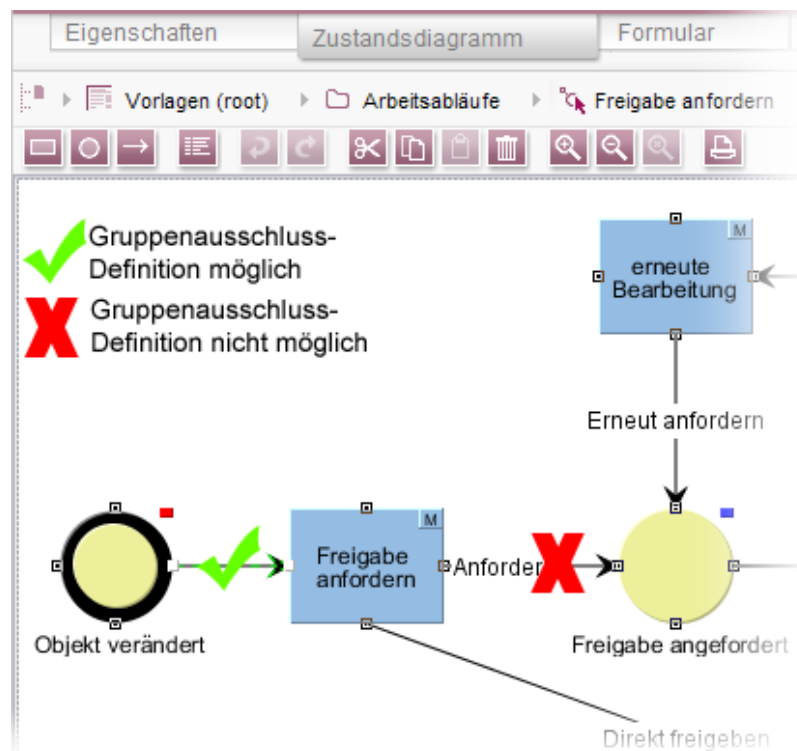 Eigenschaften
Zustandsdiagramm
Formular
Vorlagen (root)
Arbeitsabläufe
Freigabe anfordern
Gruppenausschluss-
Definition möglich
Gruppenausschluss-
Definition nicht möglich
M
erneute
Bearbeitung
Erneut anfordern
M
Freigabe
anfordern
Anforder
Objekt verändert
Freigabe angefordert
Direkt freigeben